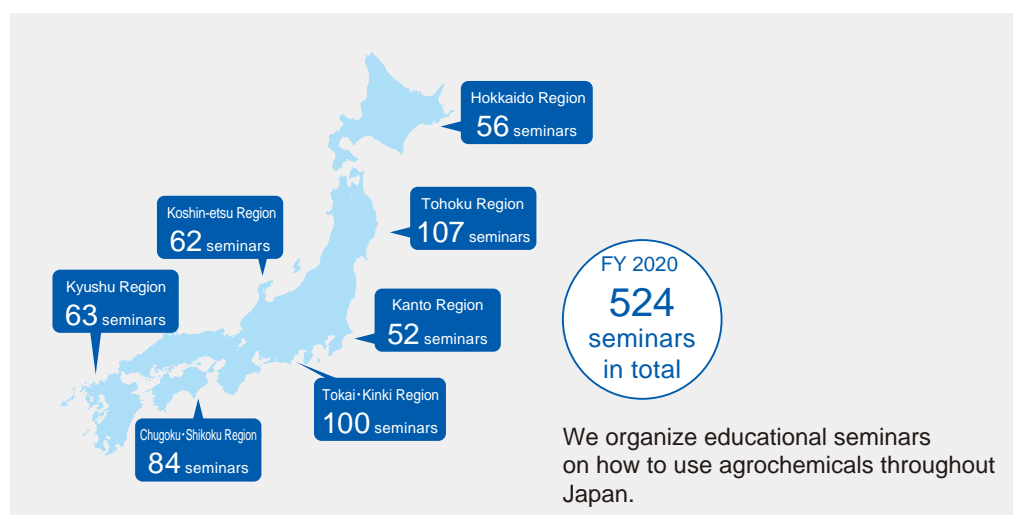 Hokkaido Region
56 seminars
Tohoku Region
107 seminars
Koshin-etsu Region
62 seminars
Kyushu Region
63 seminars
Kanto Region
52 seminars
Tokai・Kinki Region
100 seminars
Chugoku・Shikoku Region
84 seminars
FY 2020
524
seminars
in total
We organize educational seminars
on how to use agrochemicals throughout
Japan.